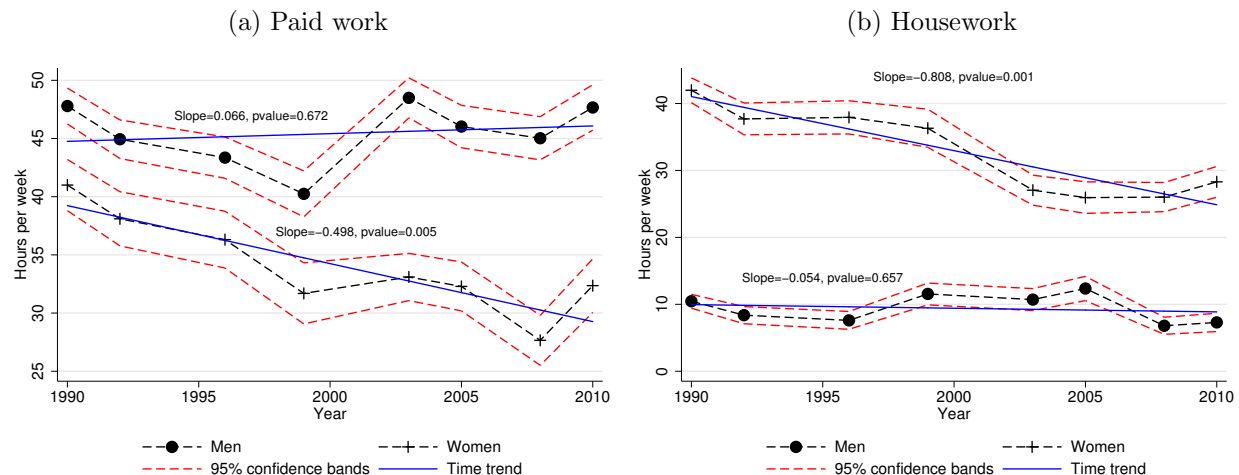 (a) Paid work
50
45
40
35
30
25
Hours per week
Slope=0.066, pvalue=0.672
Slope=−0.498, pvalue=0.005
1990 1995 2000 2005 2010
Year
Men Women
95% confidence bands Time trend
(b) Housework
40
30
20
10
0
Hours per week
Slope=−0.808, pvalue=0.001
Slope=−0.054, pvalue=0.657
1990 1995 2000 2005 2010
Year
Men Women
95% confidence bands Time trend